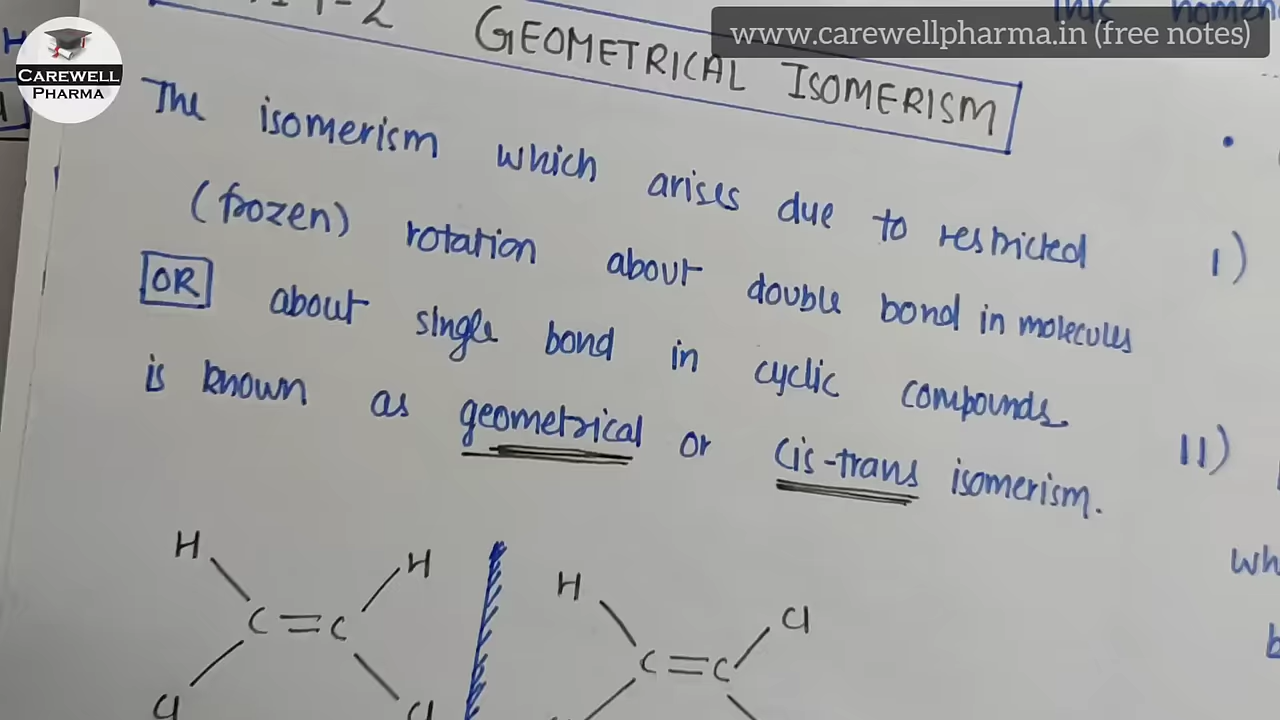 www.carewellpharma.in (free notes)
CAREWELL
PHARMA
GEOMETRICAL ISOMERISM
The isomerism which arises due to restricted
(frozen) rotation about double bond in molecules
OR about single bond in cyclic compounds.
is known as geometrical or cis-trans isomerism.
I)
II)
H H
C = C
Cl Cl
H Cl
C = C